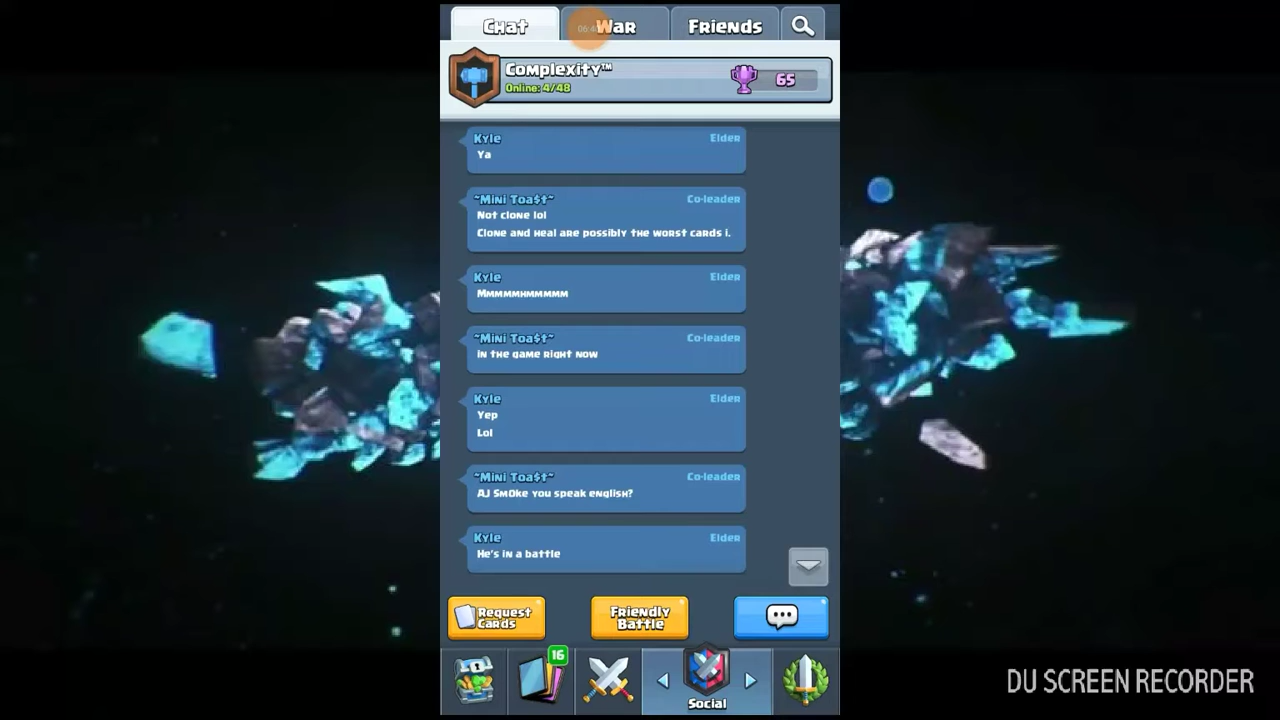 Chat
War
Friends
Complexity™
Online: 4/48
65
Kyle
Elder
Ya
~Mini Toa$t~
Co-leader
Not clone lol
Clone and heal are possibly the worst cards i.
Kyle
Elder
Mmmmmhmmmmm
~Mini Toa$t~
Co-leader
in the game right now
Kyle
Elder
Yep
Lol
~Mini Toa$t~
Co-leader
AJ Sm0ke you speak english?
Kyle
Elder
He's in a battle
Request
Cards
Friendly
Battle
16
Social
DU SCREEN RECORDER